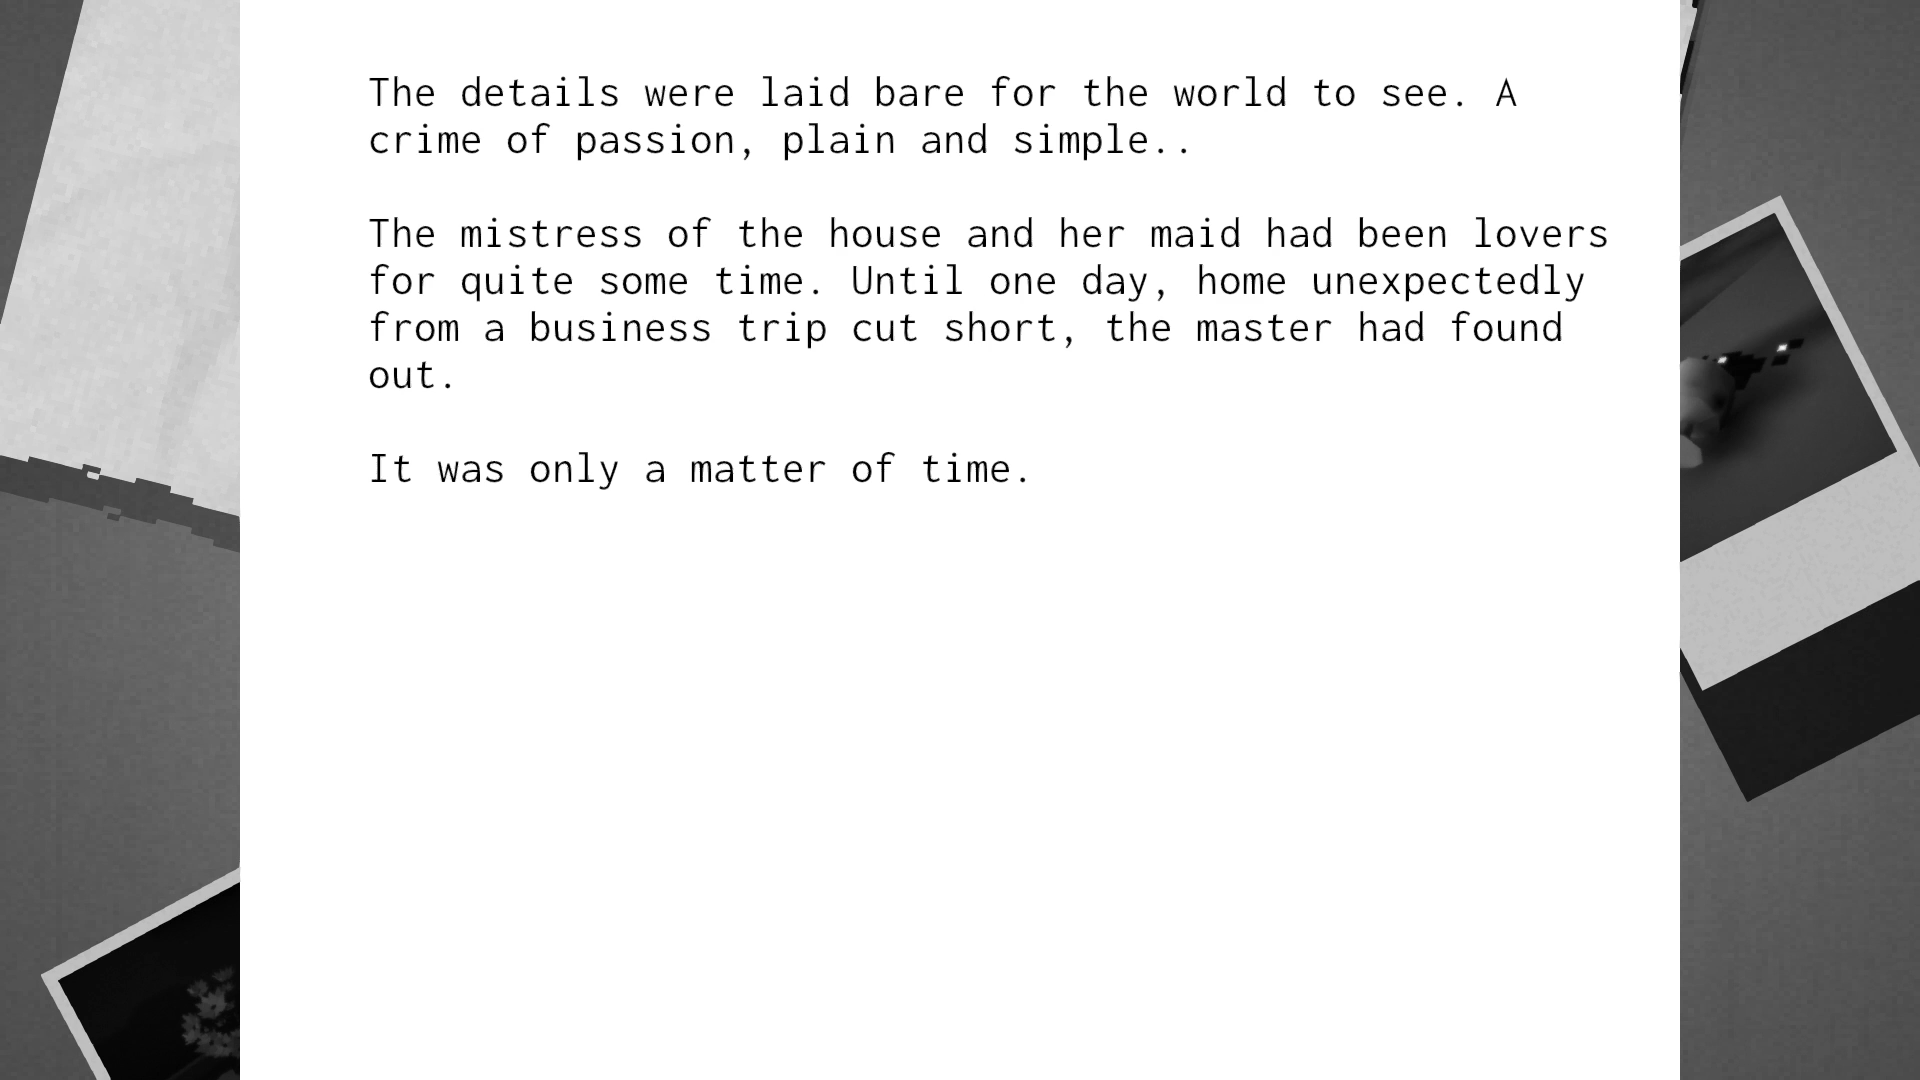 The details were laid bare for the world to see. A
crime of passion, plain and simple..
The mistress of the house and her maid had been lovers
for quite some time. Until one day, home unexpectedly
from a business trip cut short, the master had found
out.
It was only a matter of time.